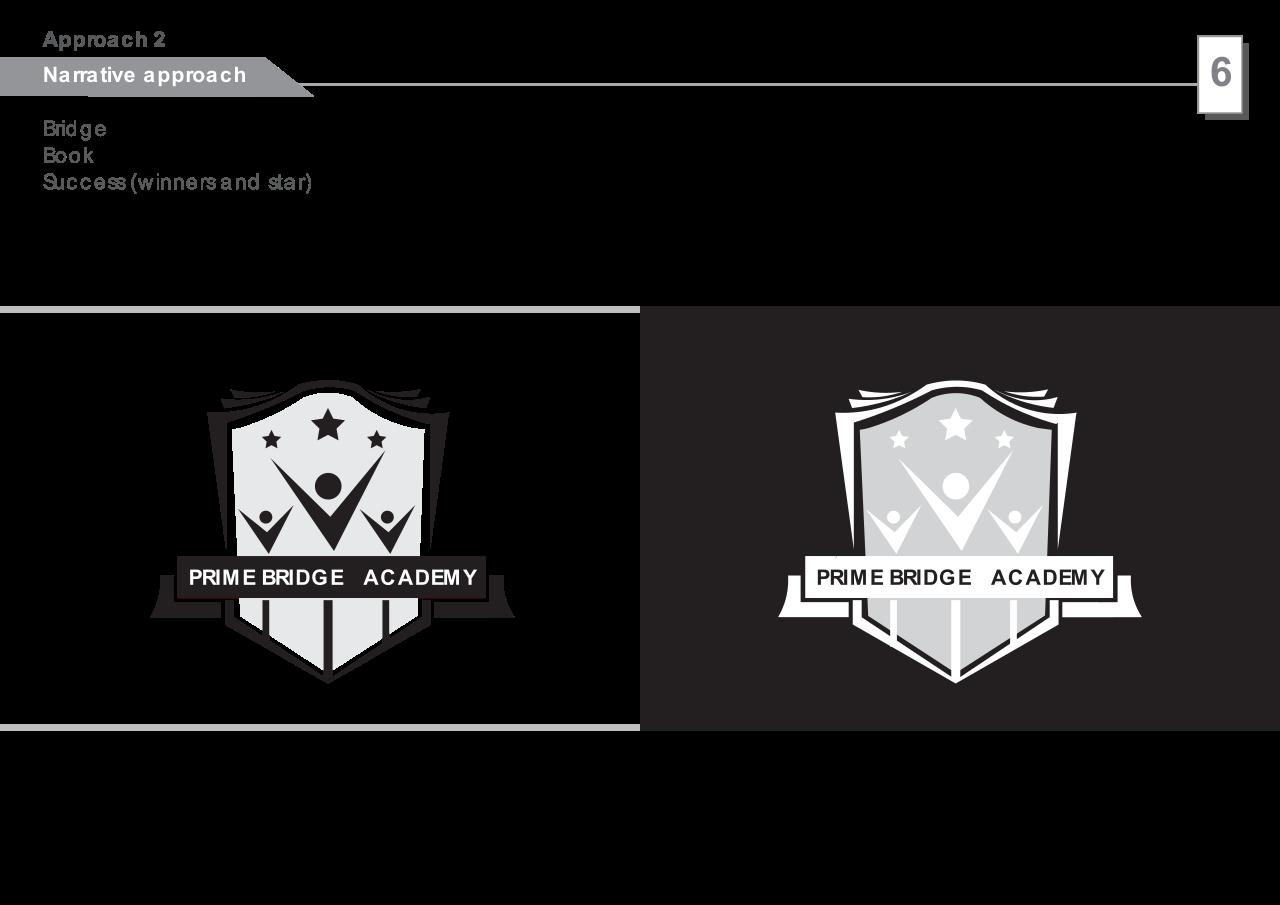 Approach 2
Narrative approach
6
Bridge
Book
Success (winners and star)
PRIME BRIDGE ACADEMY
PRIME BRIDGE ACADEMY